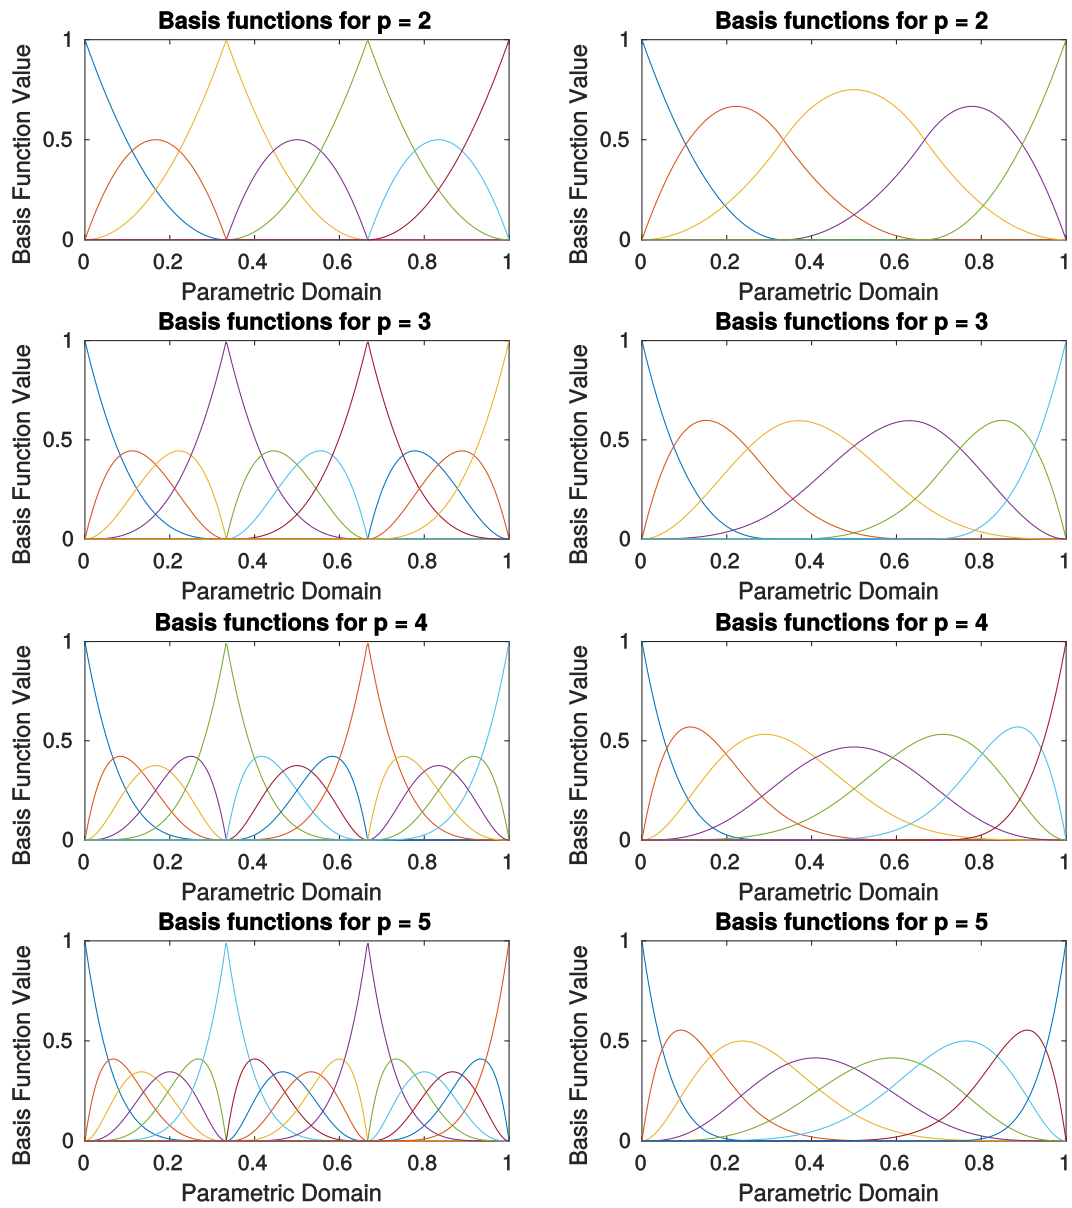 Basis functions for p = 2
Basis Function Value
1
0.5
0
0 0.2 0.4 0.6 0.8 1
Parametric Domain
Basis functions for p = 2
Basis Function Value
1
0.5
0
0 0.2 0.4 0.6 0.8 1
Parametric Domain
Basis functions for p = 3
Basis Function Value
1
0.5
0
0 0.2 0.4 0.6 0.8 1
Parametric Domain
Basis functions for p = 3
Basis Function Value
1
0.5
0
0 0.2 0.4 0.6 0.8 1
Parametric Domain
Basis functions for p = 4
Basis Function Value
1
0.5
0
0 0.2 0.4 0.6 0.8 1
Parametric Domain
Basis functions for p = 4
Basis Function Value
1
0.5
0
0 0.2 0.4 0.6 0.8 1
Parametric Domain
Basis functions for p = 5
Basis Function Value
1
0.5
0
0 0.2 0.4 0.6 0.8 1
Parametric Domain
Basis functions for p = 5
Basis Function Value
1
0.5
0
0 0.2 0.4 0.6 0.8 1
Parametric Domain